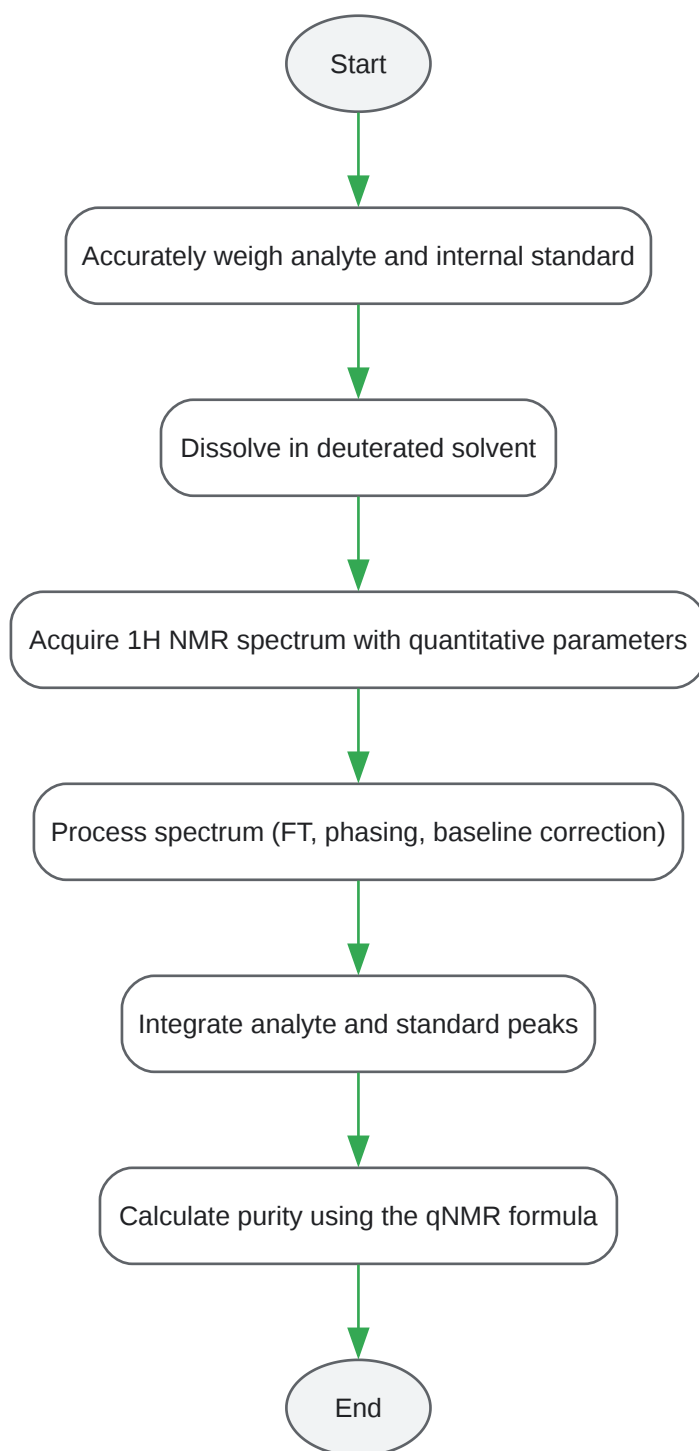 Start
Accurately weigh analyte and internal standard
Dissolve in deuterated solvent
Acquire 1H NMR spectrum with quantitative parameters
Process spectrum (FT, phasing, baseline correction)
Integrate analyte and standard peaks
Calculate purity using the qNMR formula
End